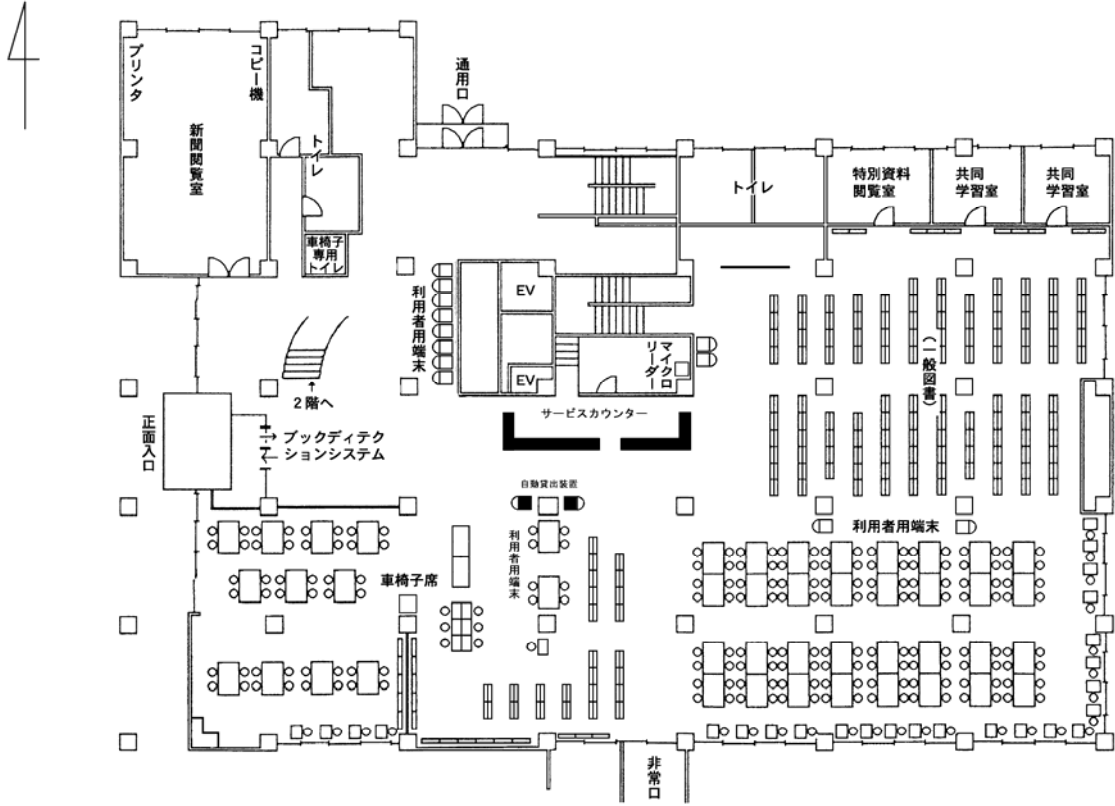 プリンタ
コピー機
新聞閲覧室
トイレ
車椅子
専用
トイレ
通用口
トイレ
特別資料
閲覧室
共同
学習室
共同
学習室
利用者用端末
EV
EV
マイクロ
リーダー
(一般図書)
2階へ
サービスカウンター
正面入口
ブックディテク
ションシステム
自動貸出装置
利用者用端末
利用者用端末
車椅子席
非常口